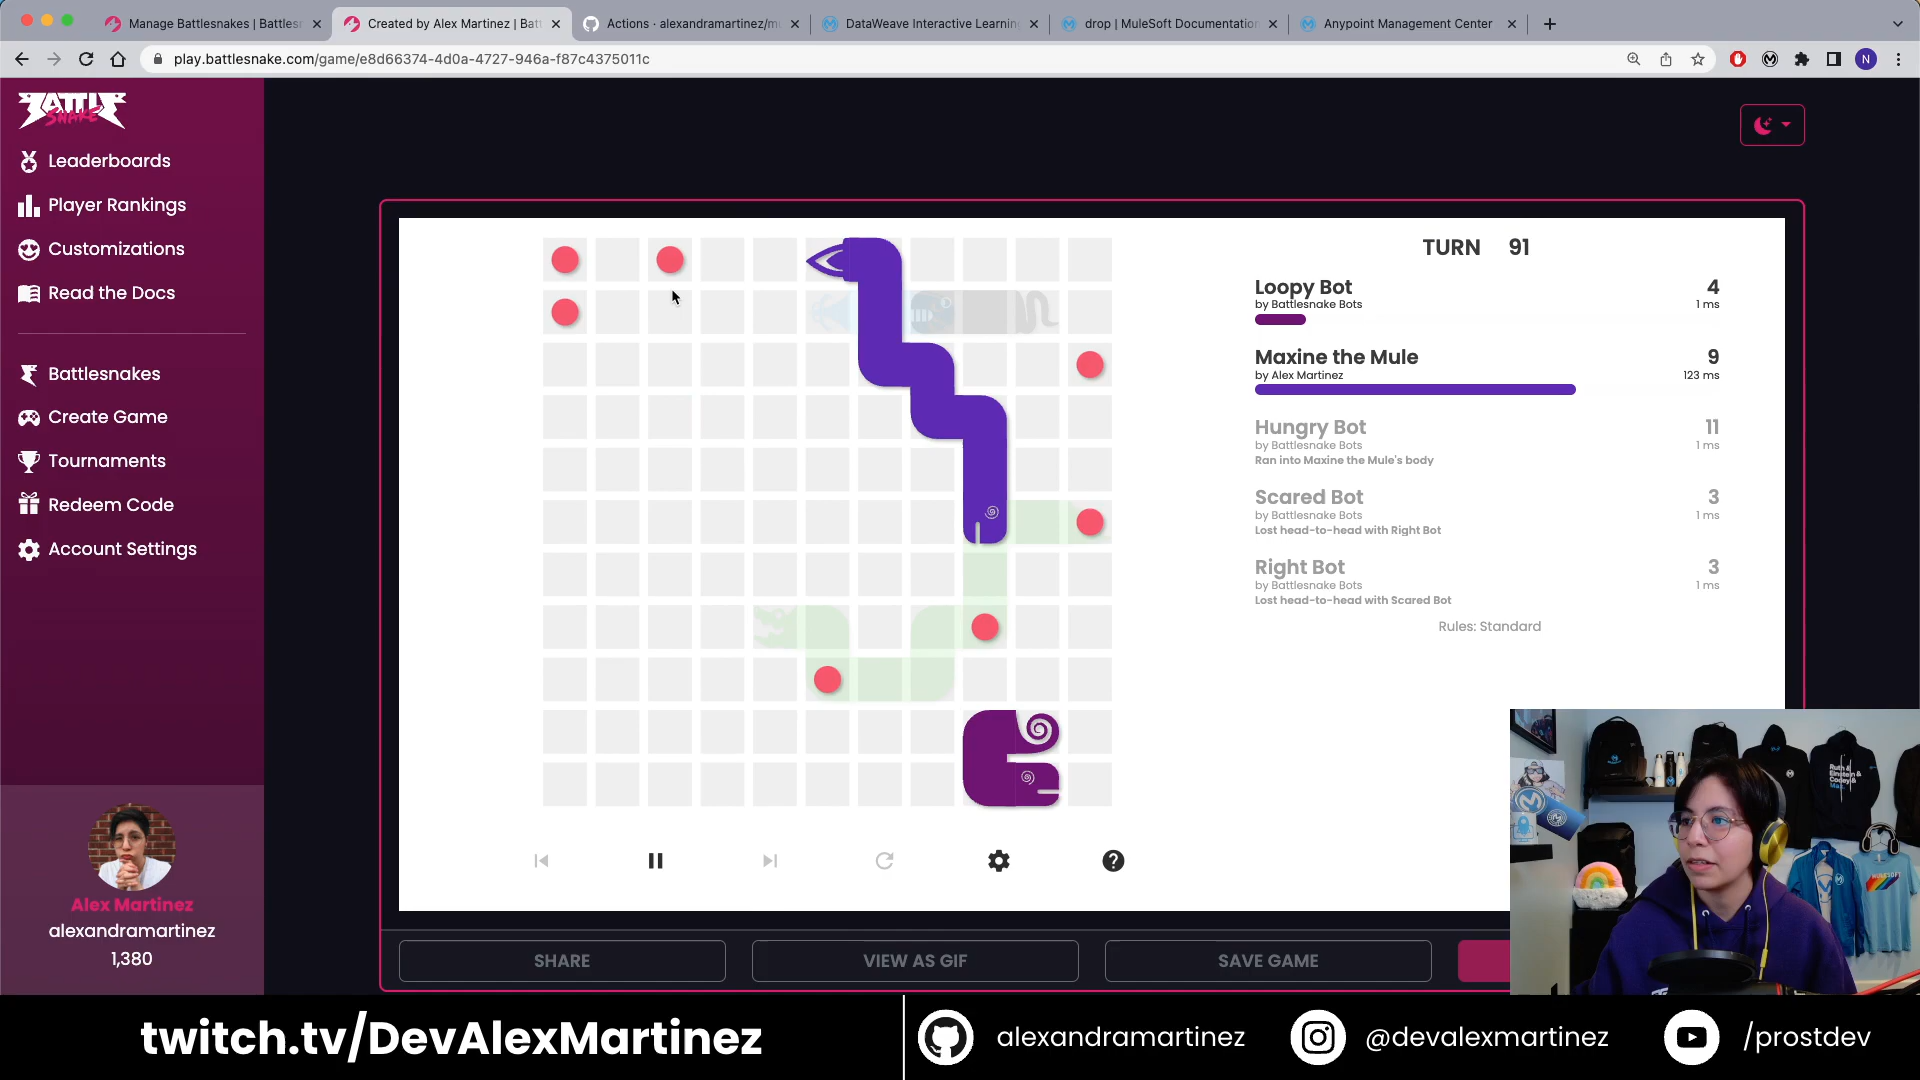 Manage Battlesnakes | Battlesn
Created by Alex Martinez | Batt
Actions · alexandramartinez/mu
DataWeave Interactive Learning
drop | MuleSoft Documentation
Anypoint Management Center
play.battlesnake.com/game/e8d66374-4d0a-4727-946a-f87c4375011c
N
BATTLE
SNAKE
Leaderboards
Player Rankings
Customizations
Read the Docs
Battlesnakes
Create Game
Tournaments
Redeem Code
Account Settings
Alex Martinez
alexandramartinez
1,380
TURN 91
Loopy Bot 4
by Battlesnake Bots 1 ms
Maxine the Mule 9
by Alex Martinez 123 ms
Hungry Bot 11
by Battlesnake Bots 1 ms
Ran into Maxine the Mule's body
Scared Bot 3
by Battlesnake Bots 1 ms
Lost head-to-head with Right Bot
Right Bot 3
by Battlesnake Bots 1 ms
Lost head-to-head with Scared Bot
Rules: Standard
SHARE
VIEW AS GIF
SAVE GAME
twitch.tv/DevAlexMartinez
alexandramartinez
@devalexmartinez
/prostdev